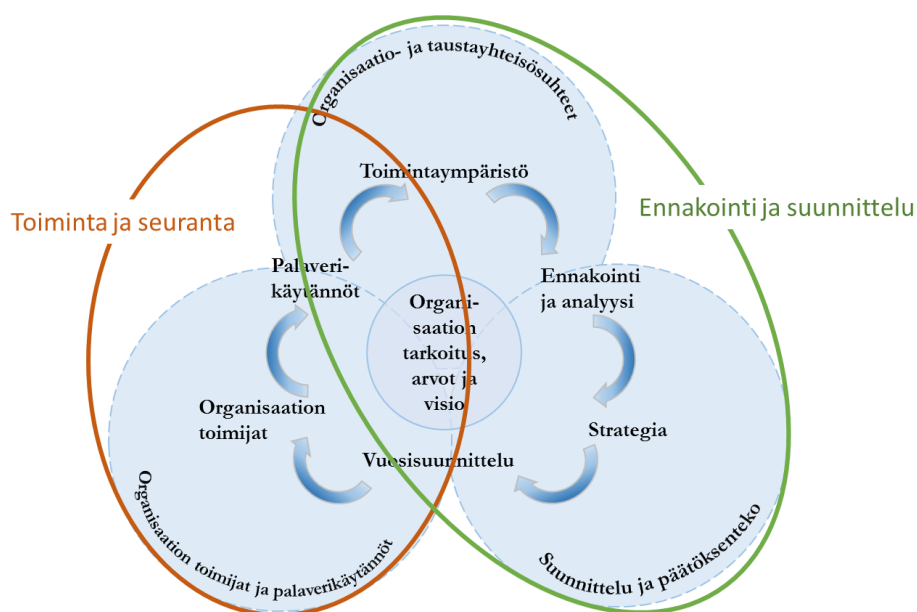 Organisaatio- ja taustayhteisösuhteet
Toimintaympäristö
Toiminta ja seuranta
Ennakointi ja suunnittelu
Palaveri-
käytännöt
Ennakointi
ja analyysi
Organi-
saation
tarkoitus,
arvot ja
visio
Organisaation
toimijat
Strategia
Vuosisuunnittelu
Organisaation toimijat ja palaverikäytännöt
Suunnittelu ja päätöksenteko